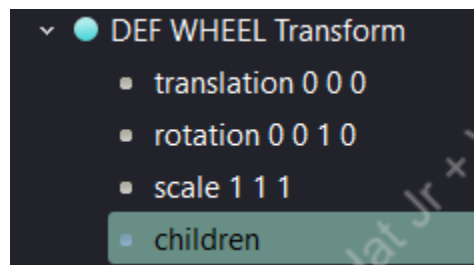 DEF WHEEL Transform
translation 0 0 0
rotation 0 0 1 0
scale 1 1 1
children